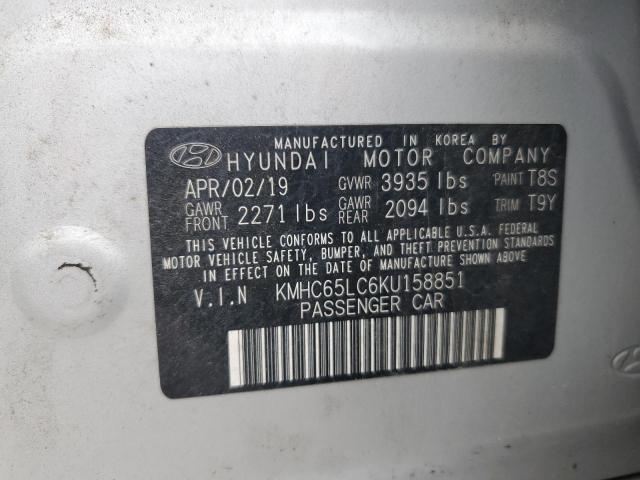 MANUFACTURED IN KOREA BY
HYUNDAI MOTOR COMPANY
APR/02/19 GVWR 3935 lbs PAINT T8S
GAWR FRONT 2271 lbs GAWR REAR 2094 lbs TRIM T9Y
THIS VEHICLE CONFORMS TO ALL APPLICABLE U.S.A. FEDERAL
MOTOR VEHICLE SAFETY, BUMPER, AND THEFT PREVENTION STANDARDS
IN EFFECT ON THE DATE OF MANUFACTURE SHOWN ABOVE.
V.I.N KMHC65LC6KU158851
PASSENGER CAR